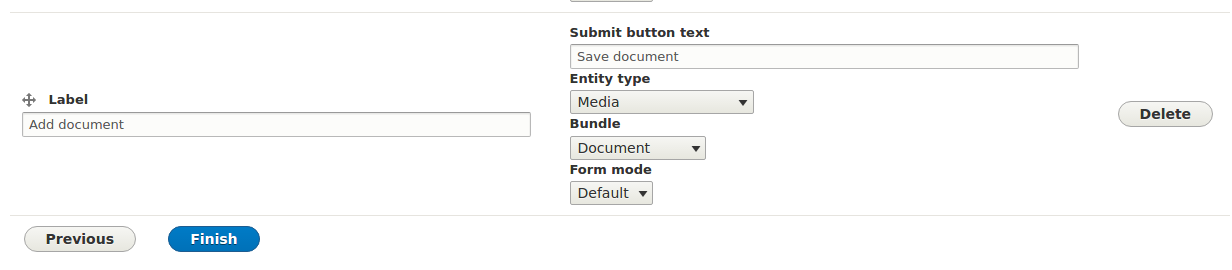 Submit button text
Save document
Entity type
Media
Label
Add document
Bundle
Document
Form mode
Default
Delete
Previous
Finish